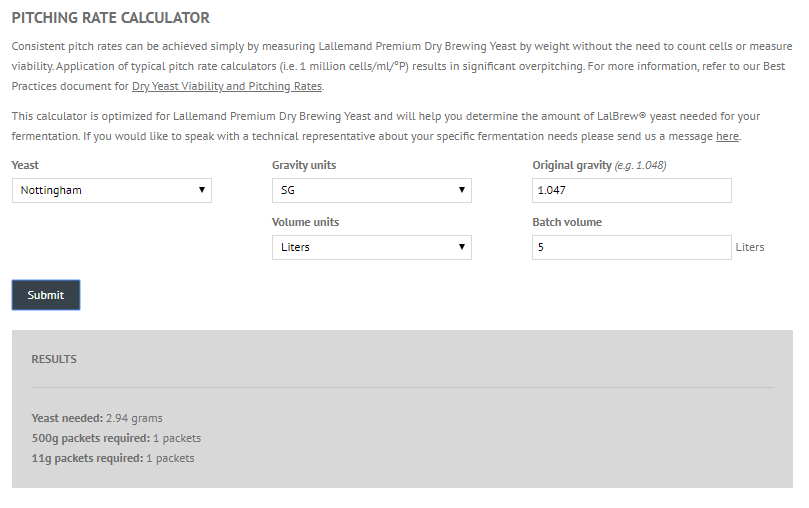 PITCHING RATE CALCULATOR
Consistent pitch rates can be achieved simply by measuring Lallemand Premium Dry Brewing Yeast by weight without the need to count cells or measure
viability. Application of typical pitch rate calculators (i.e. 1 million cells/ml/°P) results in significant overpitching. For more information, refer to our Best
Practices document for Dry Yeast Viability and Pitching Rates.
This calculator is optimized for Lallemand Premium Dry Brewing Yeast and will help you determine the amount of LalBrew® yeast needed for your
fermentation. If you would like to speak with a technical representative about your specific fermentation needs please send us a message here.
Yeast Gravity units Original gravity (e.g. 1.048)
Nottingham SG 1.047
Volume units Batch volume
Liters 5 Liters
Submit
RESULTS
Yeast needed: 2.94 grams
500g packets required: 1 packets
11g packets required: 1 packets